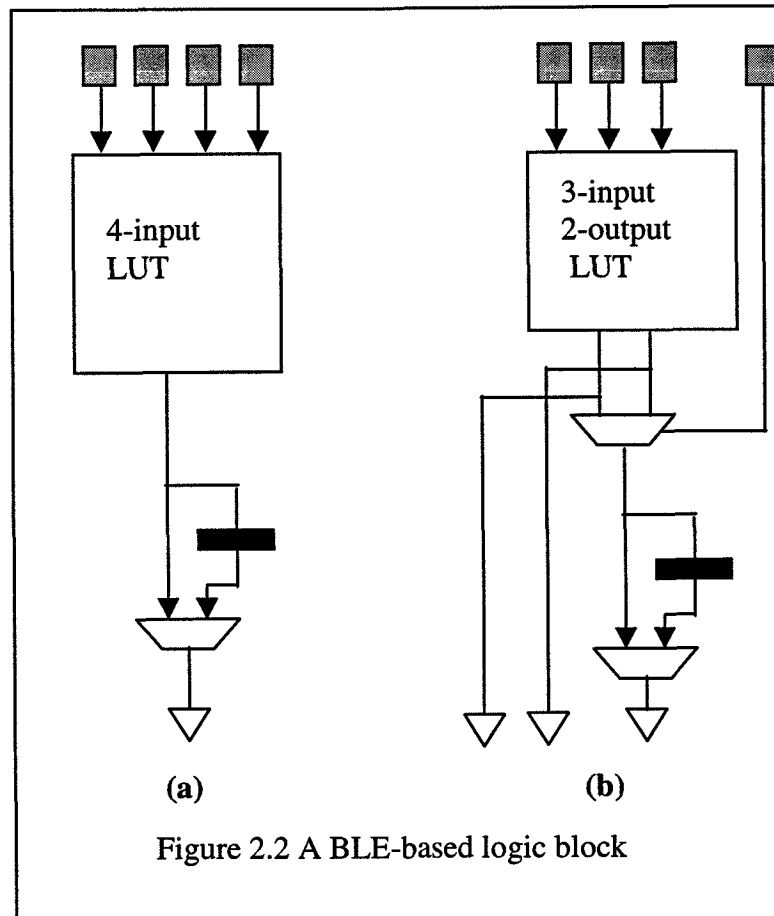 4-input
LUT
3-input
2-output
LUT
(a)
(b)
Figure 2.2 A BLE-based logic block